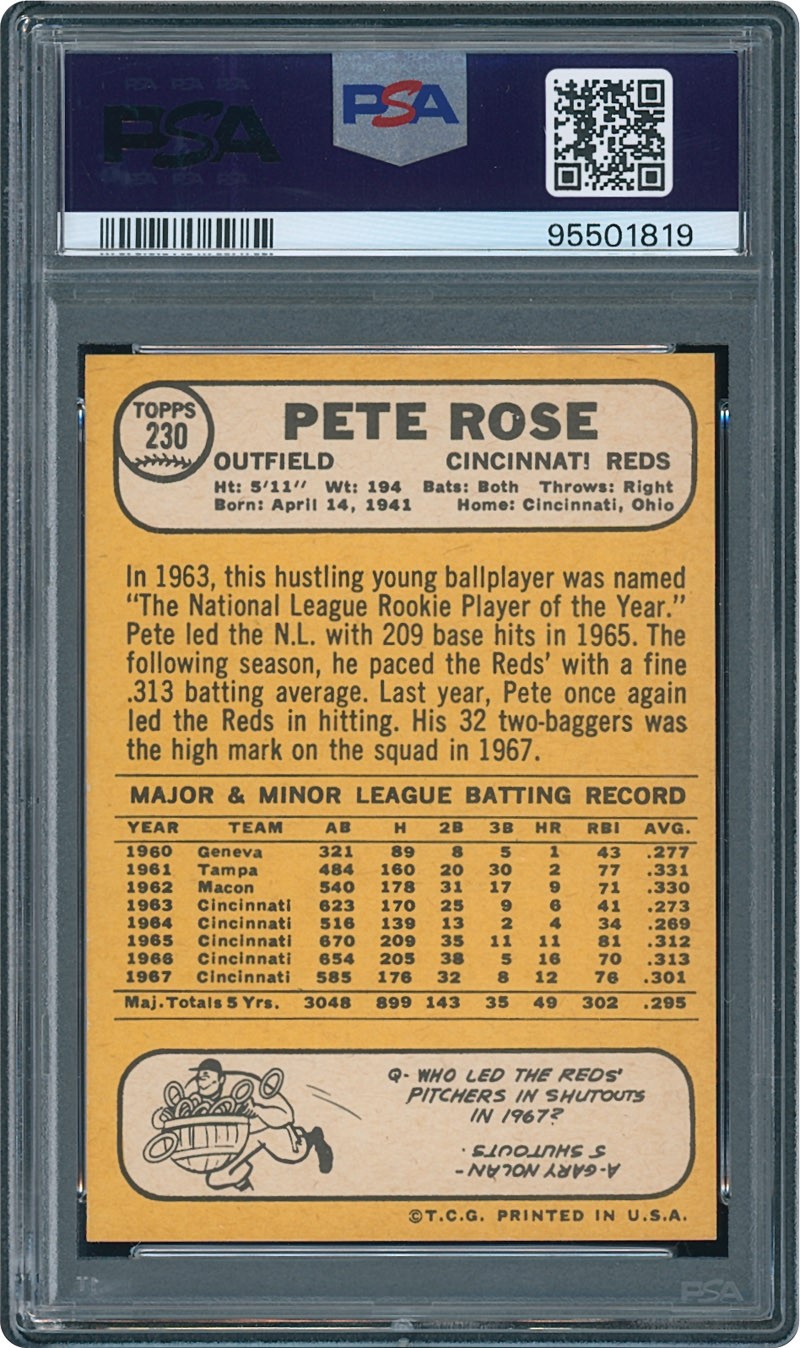 PSA PSA PSA
PSA
PSA PSA PSA
PSA
95501819
TOPPS
230
PETE ROSE
OUTFIELD CINCINNATI REDS
Ht: 5'11" Wt: 194 Bats: Both Throws: Right
Born: April 14, 1941 Home: Cincinnati, Ohio
In 1963, this hustling young ballplayer was named
"The National League Rookie Player of the Year."
Pete led the N.L. with 209 base hits in 1965. The
following season, he paced the Reds' with a fine
.313 batting average. Last year, Pete once again
led the Reds in hitting. His 32 two-baggers was
the high mark on the squad in 1967.
MAJOR & MINOR LEAGUE BATTING RECORD
YEAR TEAM AB H 2B 3B HR RBI AVG.
1960 Geneva 321 89 8 5 1 43 .277
1961 Tampa 484 160 20 30 2 77 .331
1962 Macon 540 178 31 17 9 71 .330
1963 Cincinnati 623 170 25 9 6 41 .273
1964 Cincinnati 516 139 13 2 4 34 .269
1965 Cincinnati 670 209 35 11 11 81 .312
1966 Cincinnati 654 205 38 5 16 70 .313
1967 Cincinnati 585 176 32 8 12 76 .301
Maj. Totals 5 Yrs. 3048 899 143 35 49 302 .295
Q- WHO LED THE REDS'
PITCHERS IN SHUTOUTS
IN 1967?
A-GARY NOLAN -
5 SHUTOUTS.
©T.C.G. PRINTED IN U.S.A.
PSA